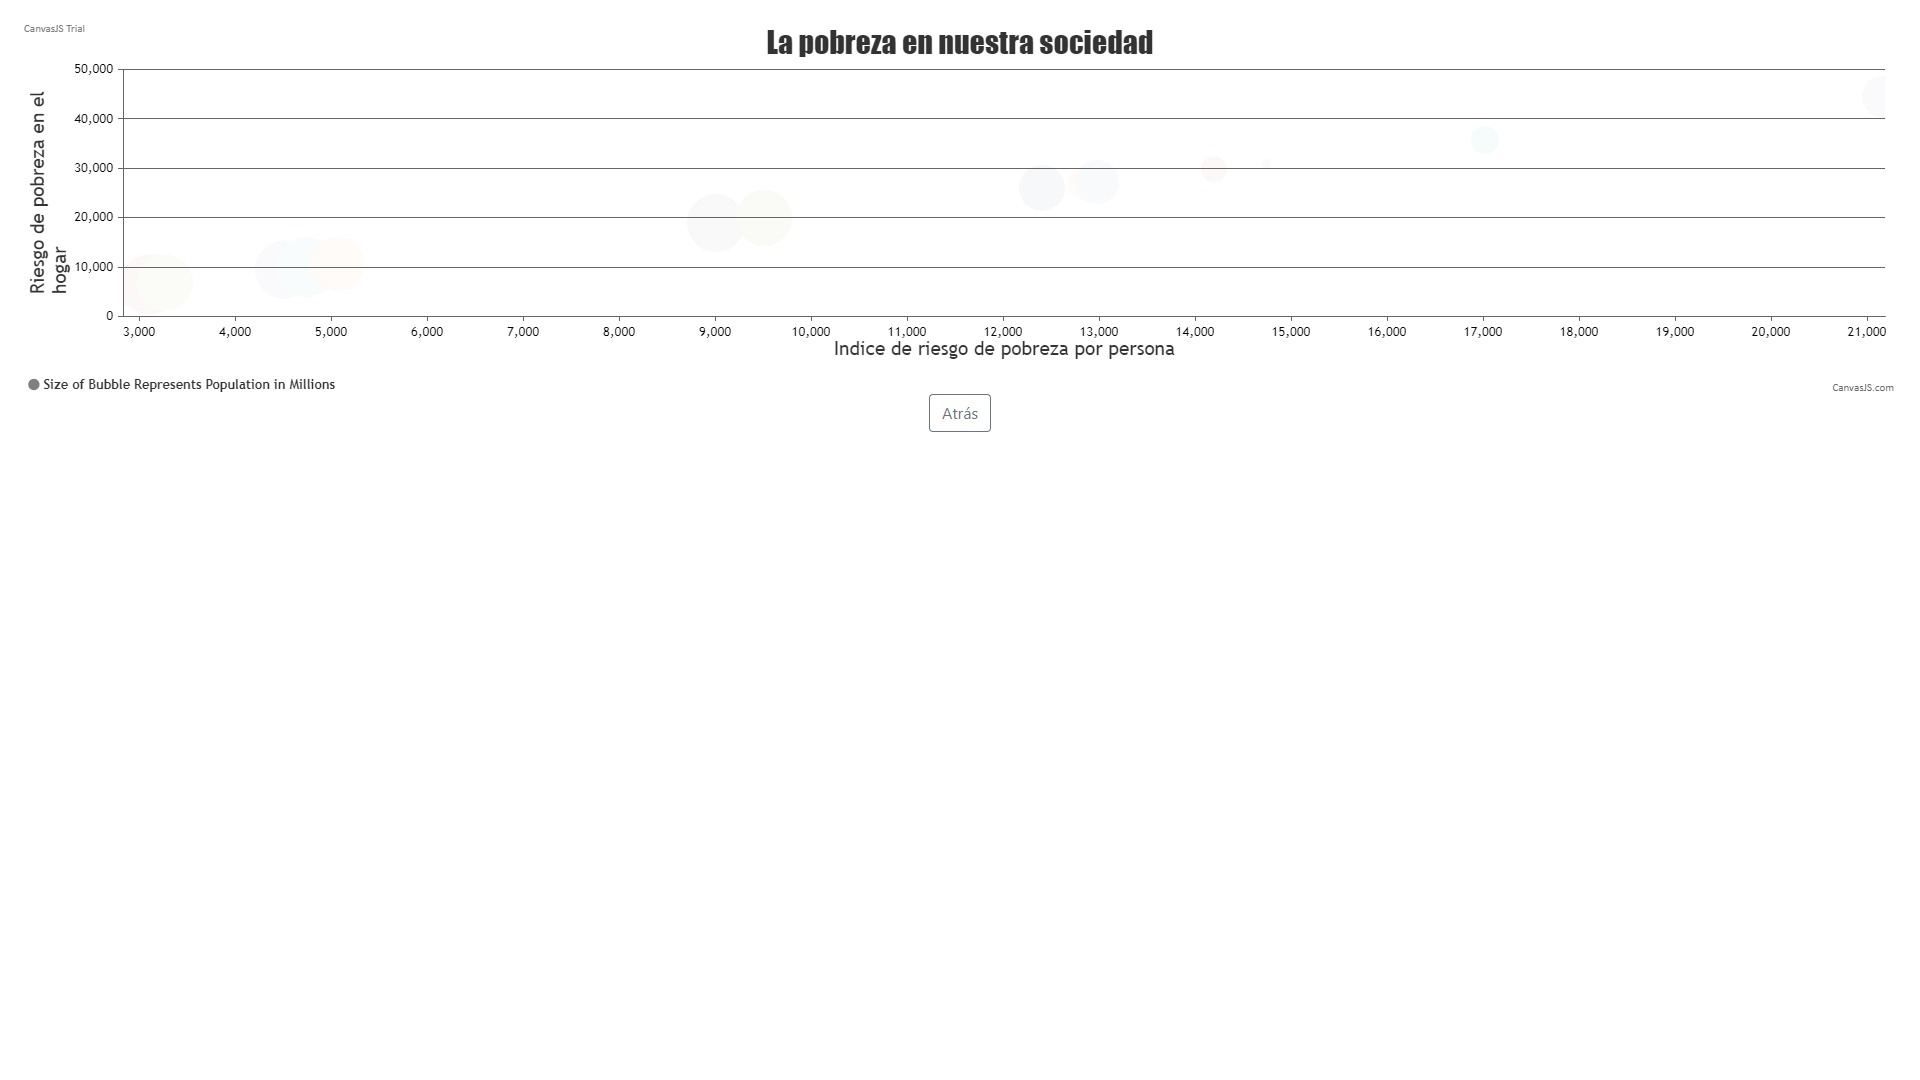 CanvasJS Trial
La pobreza en nuestra sociedad
Riesgo de pobreza en el
hogar
50,000
40,000
30,000
20,000
10,000
0
3,000 4,000 5,000 6,000 7,000 8,000 9,000 10,000 11,000 12,000 13,000 14,000 15,000 16,000 17,000 18,000 19,000 20,000 21,000
Indice de riesgo de pobreza por persona
Size of Bubble Represents Population in Millions
CanvasJS.com
Atrás